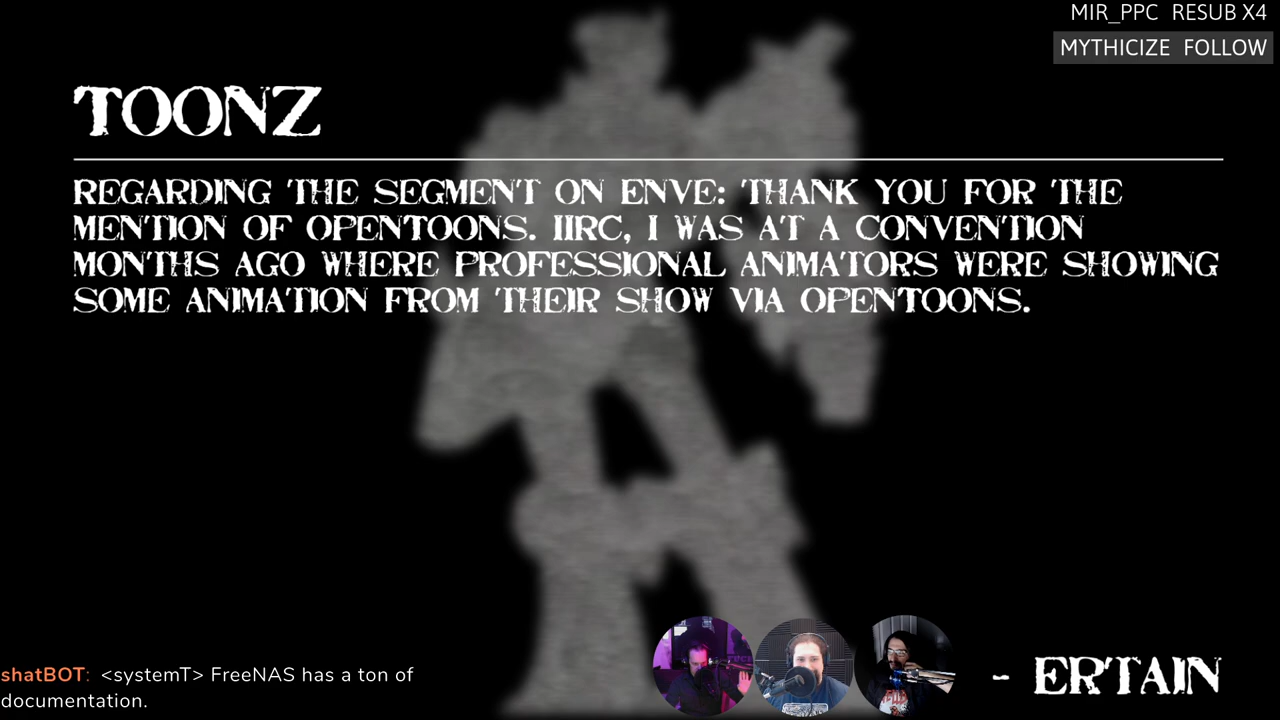 MIR_PPC RESUB X4
MYTHICIZE FOLLOW
TOONZ
REGARDING THE SEGMENT ON ENVE: THANK YOU FOR THE
MENTION OF OPENTOONS. IIRC, I WAS AT A CONVENTION
MONTHS AGO WHERE PROFESSIONAL ANIMATORS WERE SHOWING
SOME ANIMATION FROM THEIR SHOW VIA OPENTOONS.
shatBOT: <systemT> FreeNAS has a ton of
documentation.
- ERTAIN